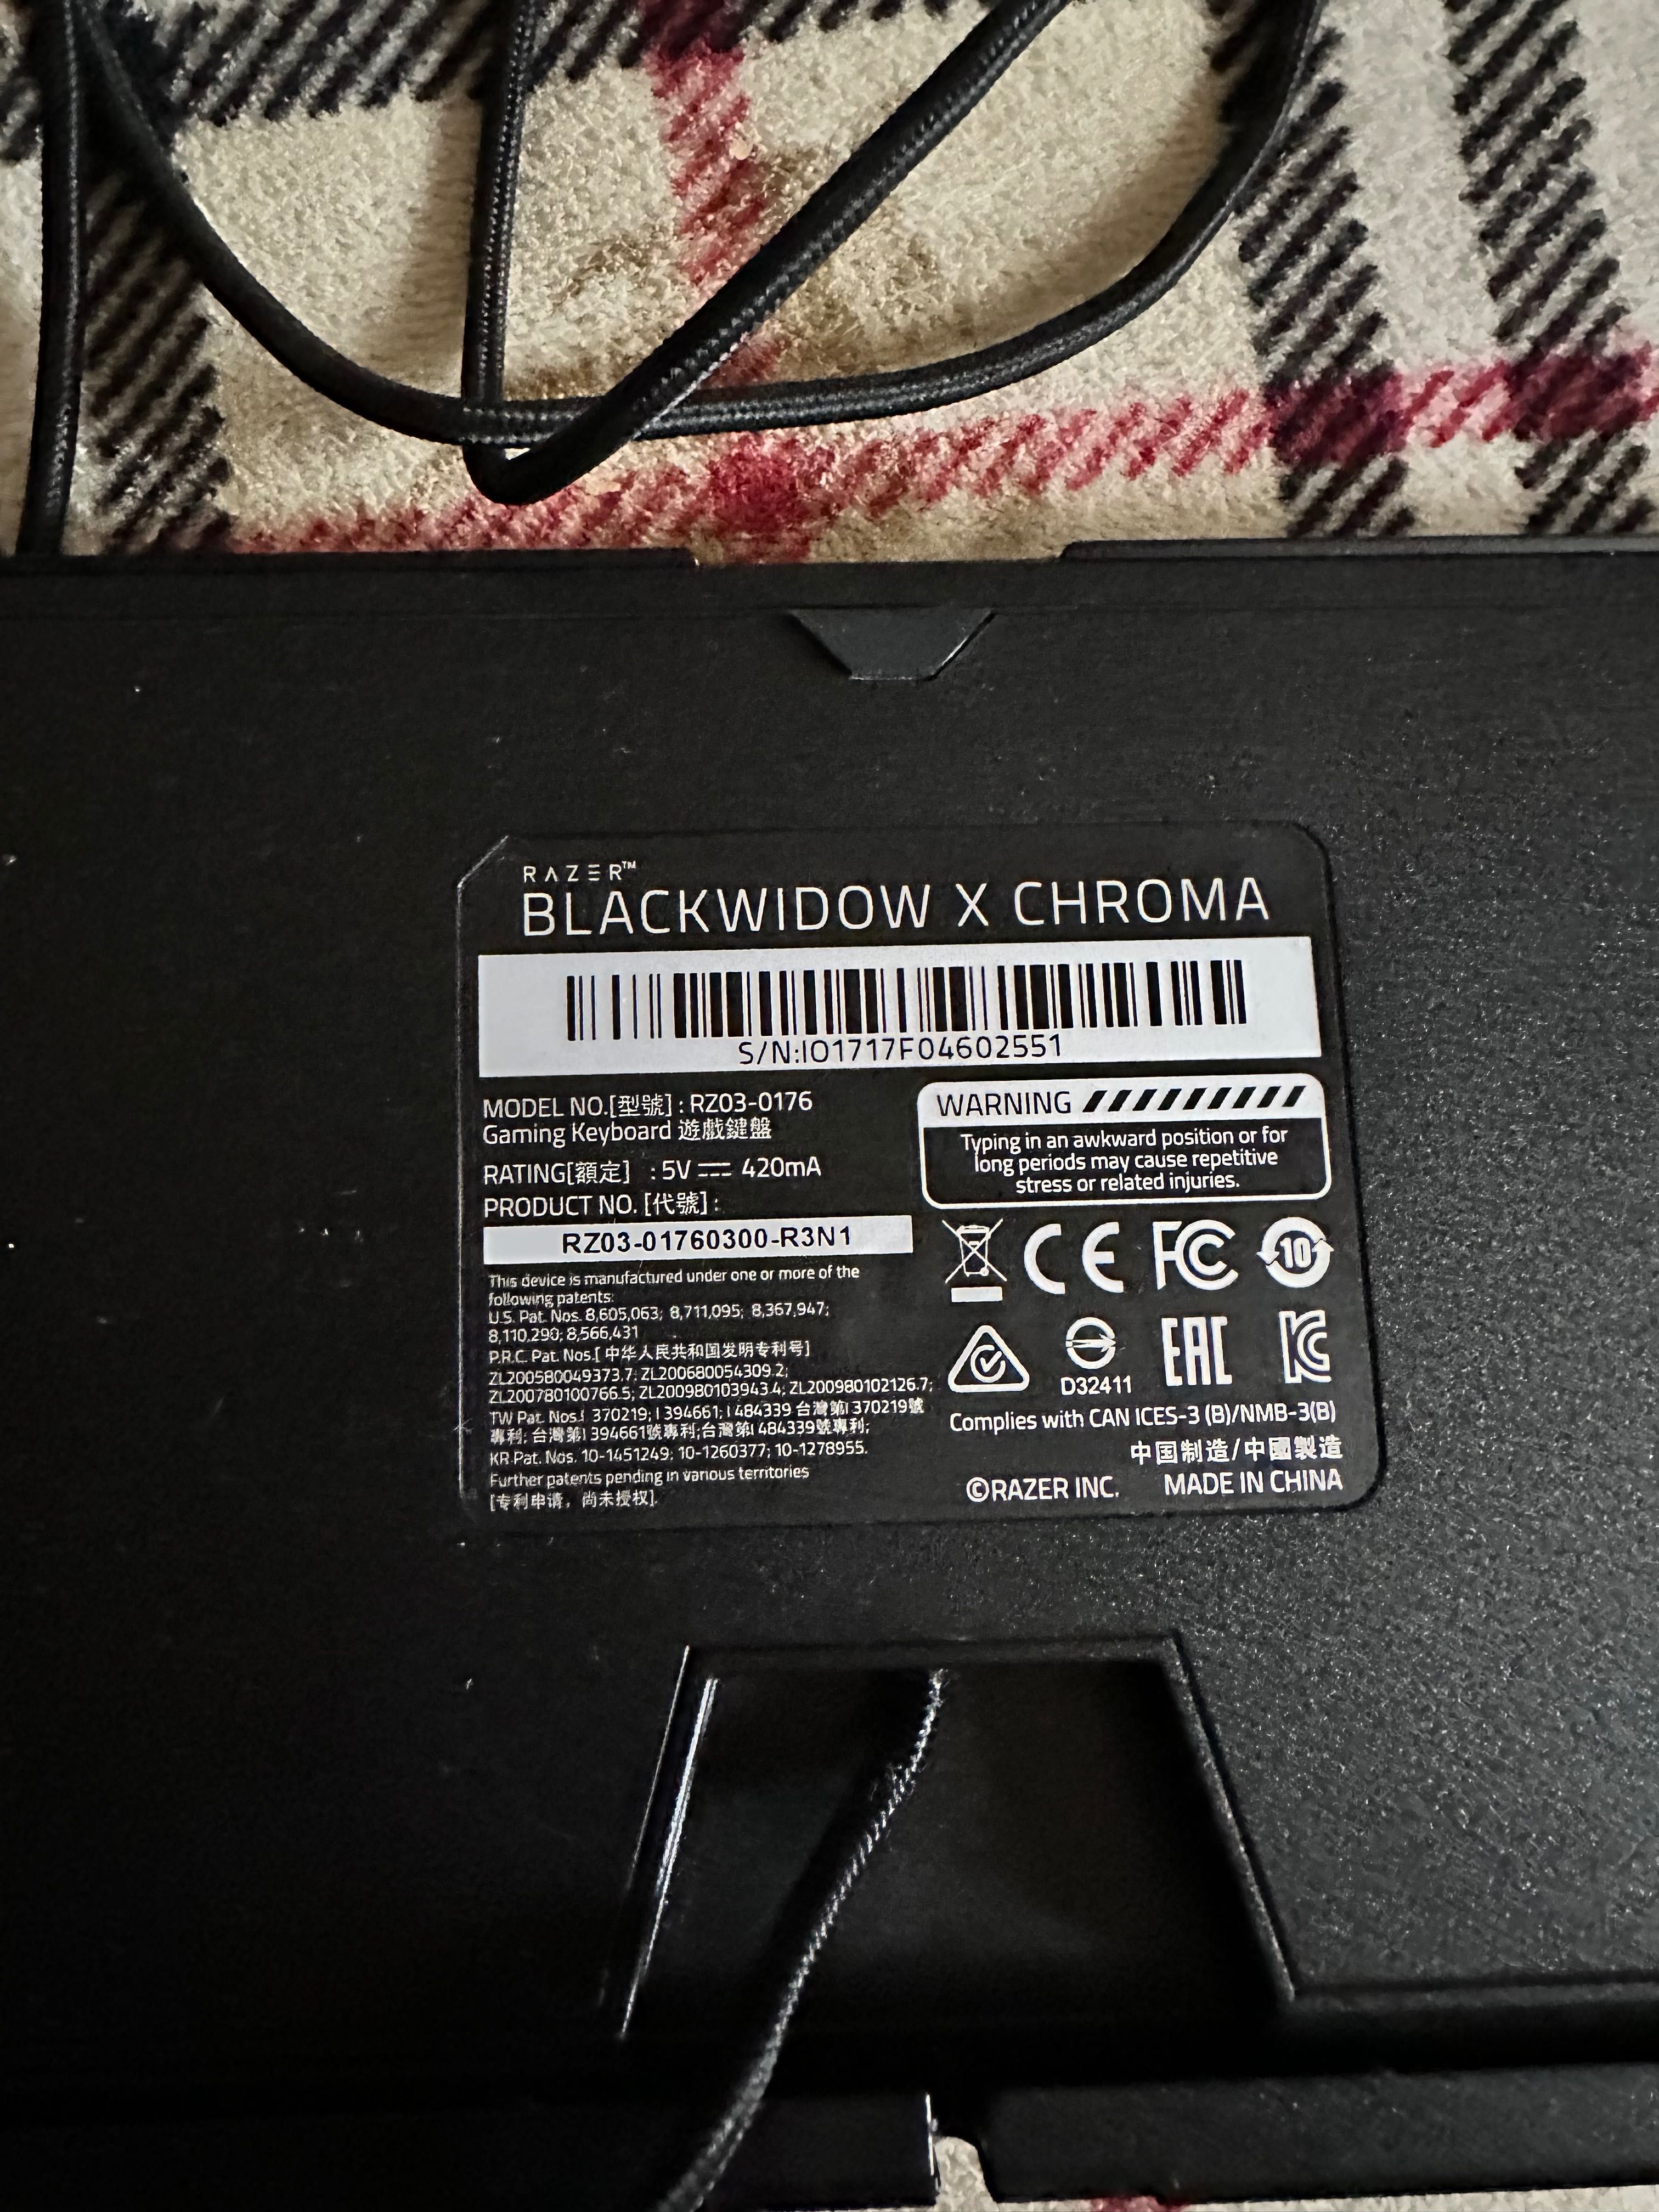 RAZER™
BLACKWIDOW X CHROMA
S/N:IO1717F04602551
MODEL NO.[型號] : RZ03-0176
Gaming Keyboard 遊戲鍵盤
RATING[額定] : 5V ⎓ 420mA
PRODUCT NO. [代號] :
RZ03-01760300-R3N1
This device is manufactured under one or more of the
following patents:
U.S. Pat. Nos. 8,605,063; 8,711,095; 8,367,947;
8,110,290; 8,566,431
P.R.C. Pat. Nos.[ 中华人民共和国发明专利号]
ZL200580049373.7; ZL200680054309.2;
ZL200780100766.5; ZL200980103943.4; ZL200980102126.7;
TW Pat. Nos.I 370219; I 394661; I 484339 台灣第I 370219號
專利; 台灣第I 394661號專利;台灣第I 484339號專利;
KR Pat. Nos. 10-1451249; 10-1260377; 10-1278955.
Further patents pending in various territories
[专利申请，尚未授权].
WARNING
Typing in an awkward position or for
long periods may cause repetitive
stress or related injuries.
CE FC 10
D32411 EAC KC
Complies with CAN ICES-3 (B)/NMB-3(B)
中国制造/中國製造
©RAZER INC. MADE IN CHINA